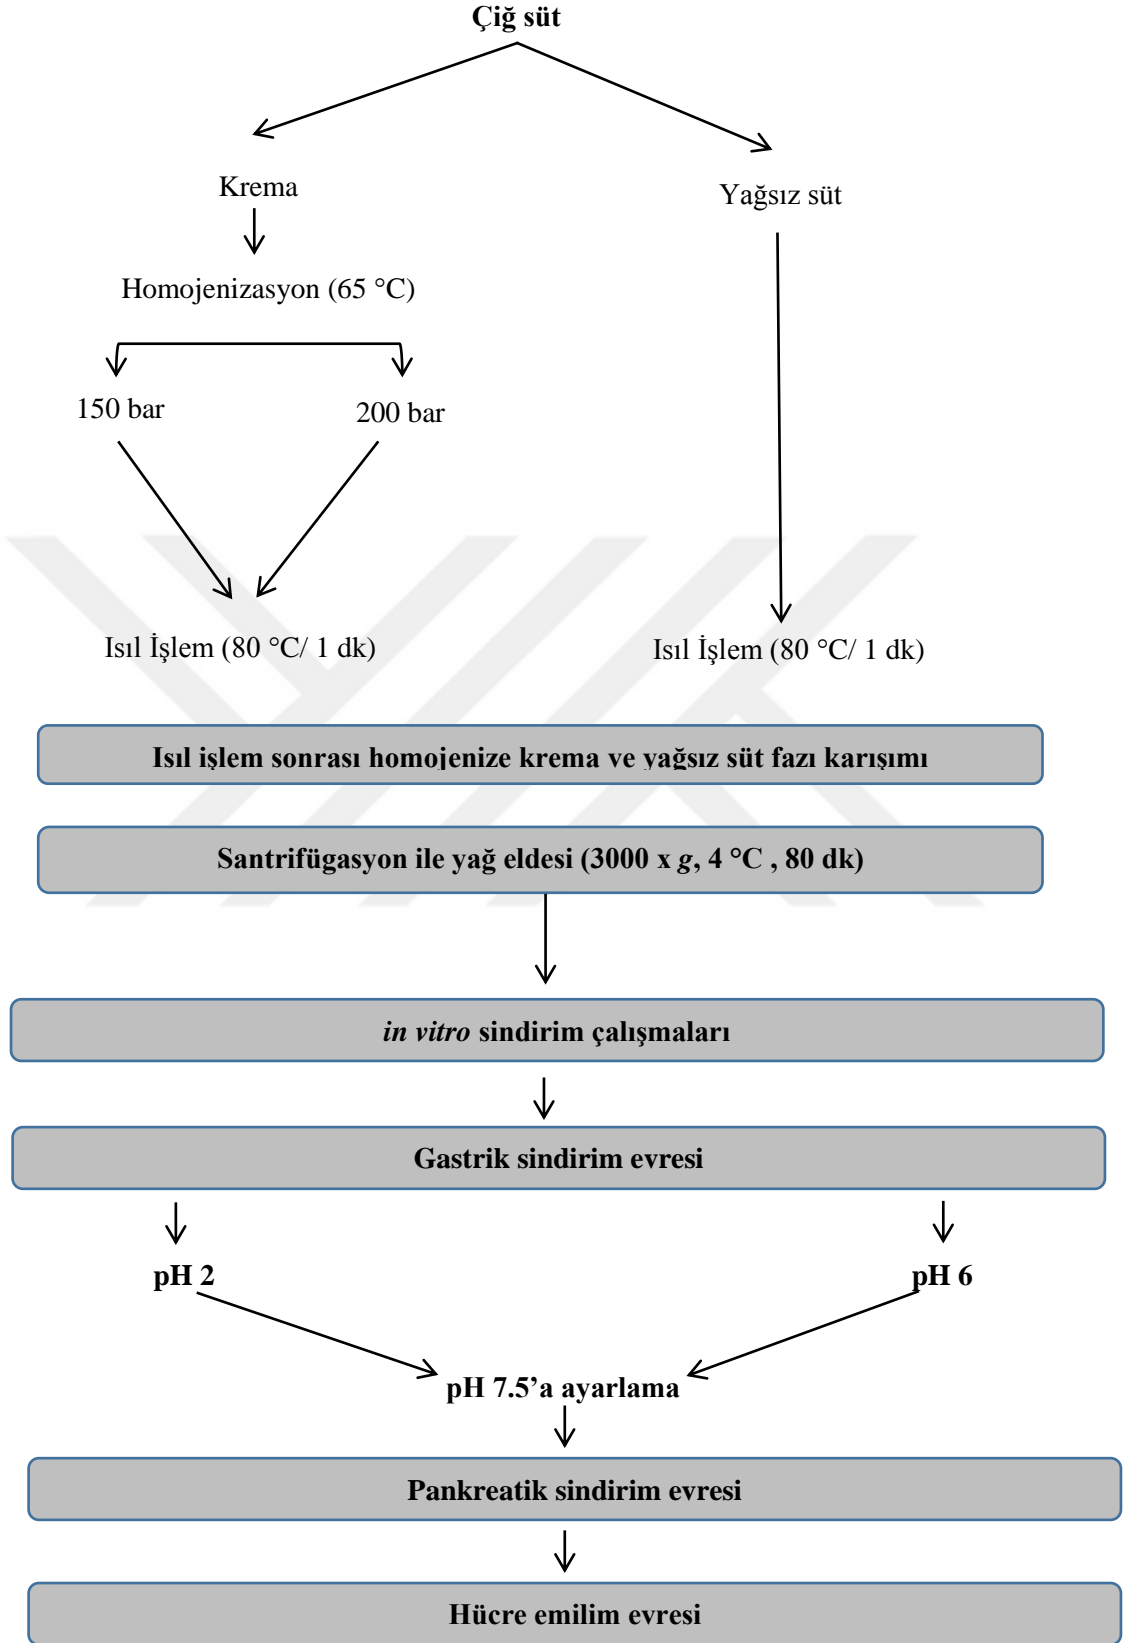 Çiğ süt
Krema
Yağsız süt
Homojenizasyon (65 °C)
150 bar
200 bar
Isıl İşlem (80 °C/ 1 dk)
Isıl İşlem (80 °C/ 1 dk)
Isıl işlem sonrası homojenize krema ve yağsız süt fazı karışımı
Santrifügasyon ile yağ eldesi (3000 x g, 4 °C , 80 dk)
in vitro sindirim çalışmaları
Gastrik sindirim evresi
pH 2
pH 6
pH 7.5’a ayarlama
Pankreatik sindirim evresi
Hücre emilim evresi